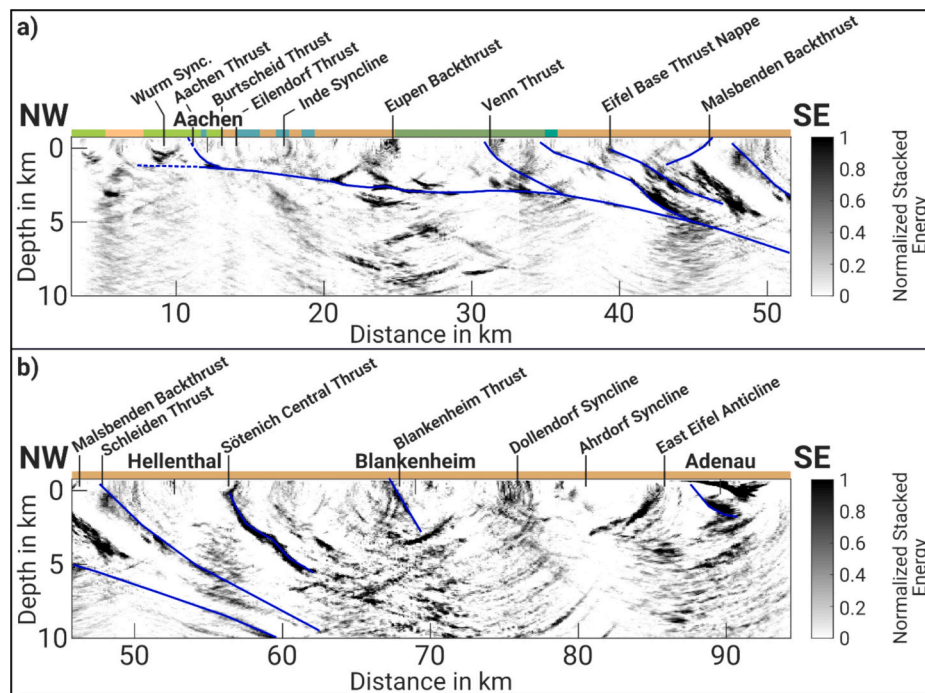 a)
Wurm Sync.
Aachen Thrust
Burtscheid Thrust
Eilendorf Thrust
Inde Syncline
Eupen Backthrust
Venn Thrust
Eifel Base Thrust Nappe
Malsbenden Backthrust
NW
Aachen
SE
0
5
10
Depth in km
10
20
30
40
50
Distance in km
1
0.8
0.6
0.4
0.2
0
Normalized Stacked
Energy
b)
Malsbenden Backthrust
Schleiden Thrust
Sötenich Central Thrust
Blankenheim Thrust
Dollendorf Syncline
Ahrdorf Syncline
East Eifel Anticline
NW
Hellenthal
Blankenheim
Adenau
SE
0
5
10
Depth in km
50
60
70
80
90
Distance in km
1
0.8
0.6
0.4
0.2
0
Normalized Stacked
Energy